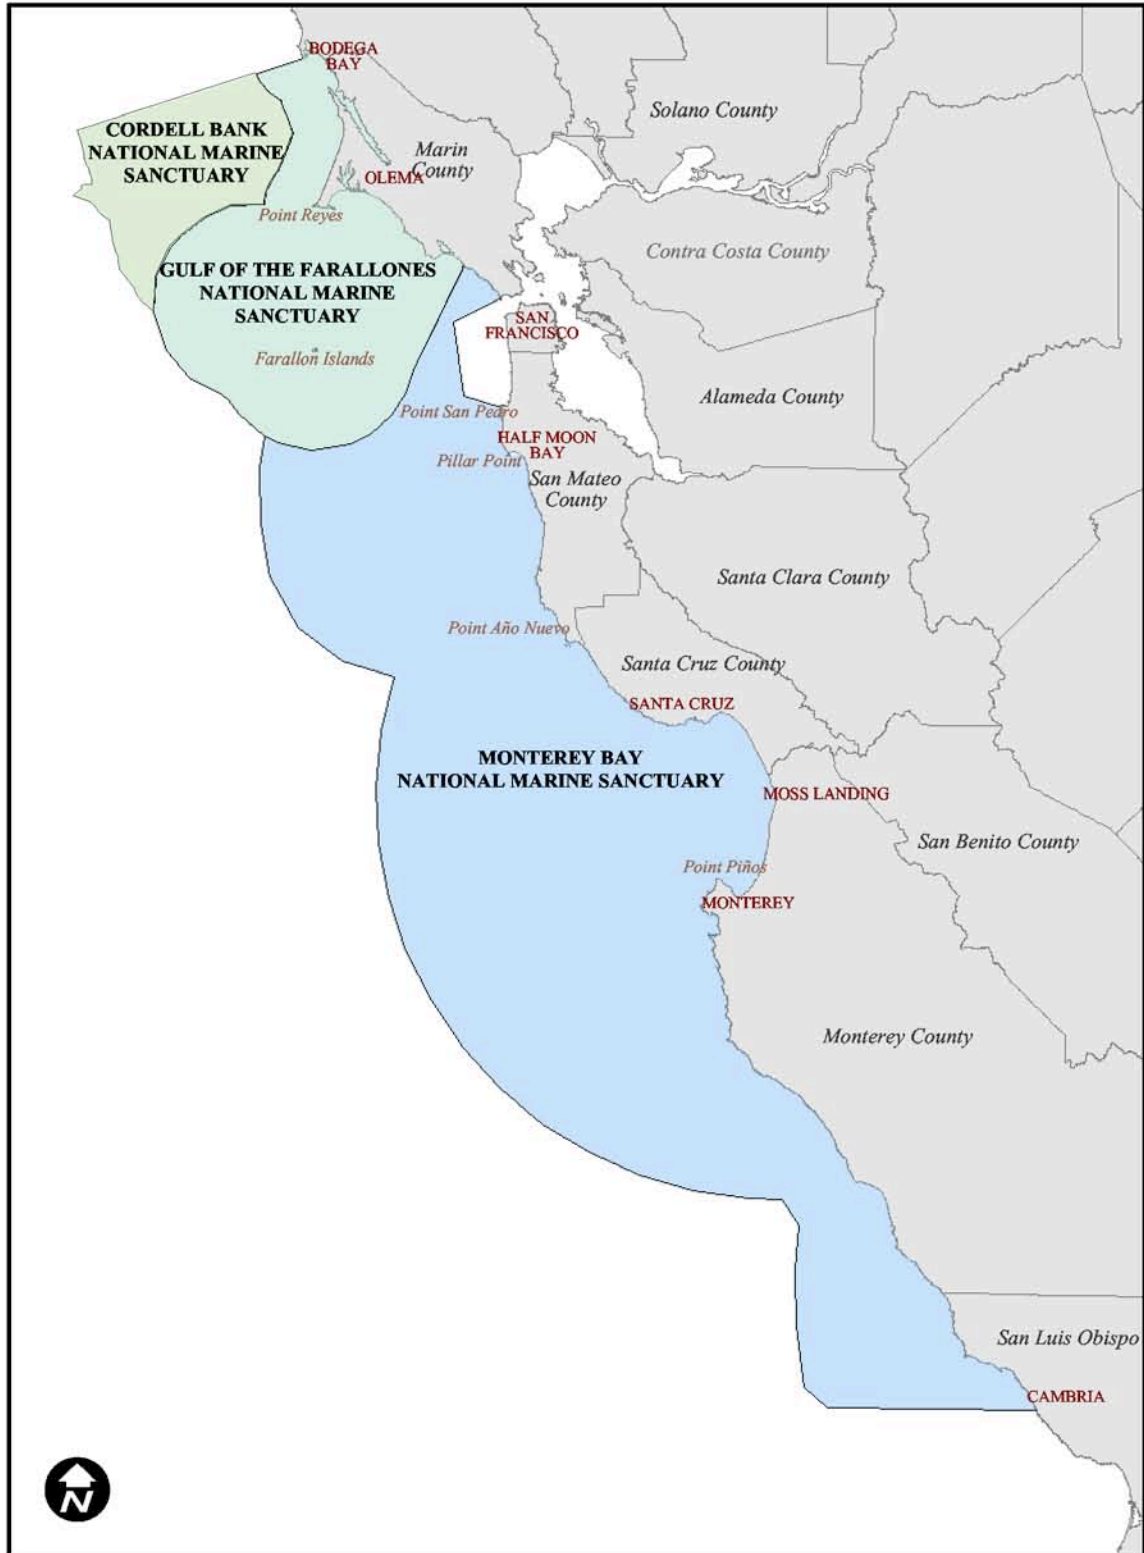 BODEGA
BAY
Solano County
CORDELL BANK
NATIONAL MARINE
SANCTUARY
Marin
County
OLEMA
Point Reyes
Contra Costa County
GULF OF THE FARALLONES
NATIONAL MARINE
SANCTUARY
SAN
FRANCISCO
Farallon Islands
Alameda County
Point San Pedro
HALF MOON
BAY
Pillar Point
San Mateo
County
Santa Clara County
Point Año Nuevo
Santa Cruz County
SANTA CRUZ
MONTEREY BAY
NATIONAL MARINE SANCTUARY
MOSS LANDING
San Benito County
Point Piños
MONTEREY
Monterey County
San Luis Obispo
CAMBRIA
N